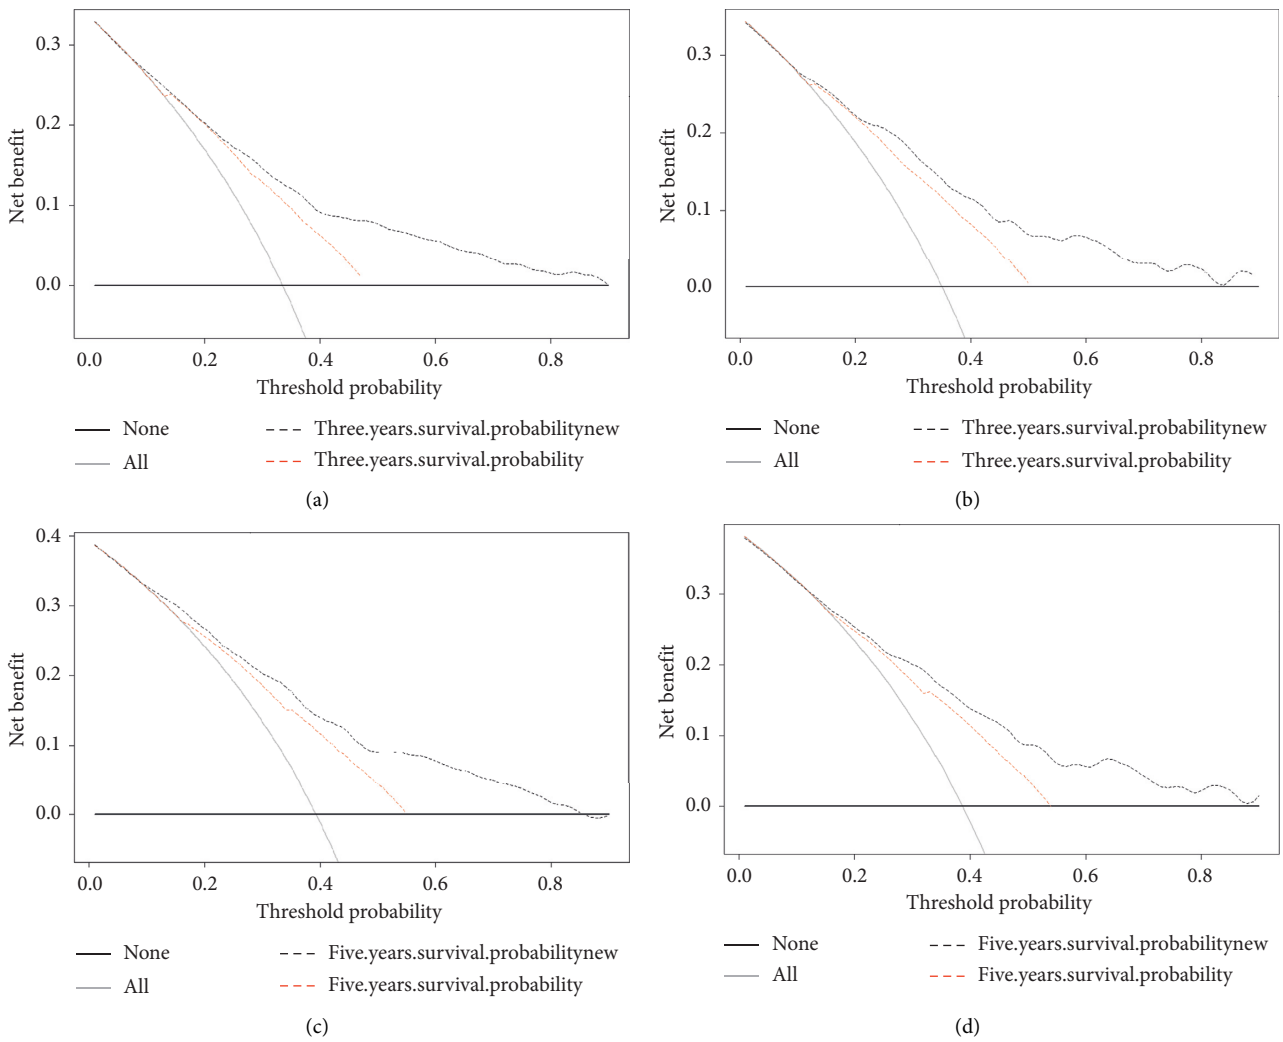 0.3
0.2
0.1
0.0
Net benefit
0.0 0.2 0.4 0.6 0.8
Threshold probability
None
All
Three.years.survival.probabilitynew
Three.years.survival.probability
(a)
0.3
0.2
0.1
0.0
Net benefit
0.0 0.2 0.4 0.6 0.8
Threshold probability
None
All
Three.years.survival.probabilitynew
Three.years.survival.probability
(b)
0.4
0.3
0.2
0.1
0.0
Net benefit
0.0 0.2 0.4 0.6 0.8
Threshold probability
None
All
Five.years.survival.probabilitynew
Five.years.survival.probability
(c)
0.3
0.2
0.1
0.0
Net benefit
0.0 0.2 0.4 0.6 0.8
Threshold probability
None
All
Five.years.survival.probabilitynew
Five.years.survival.probability
(d)